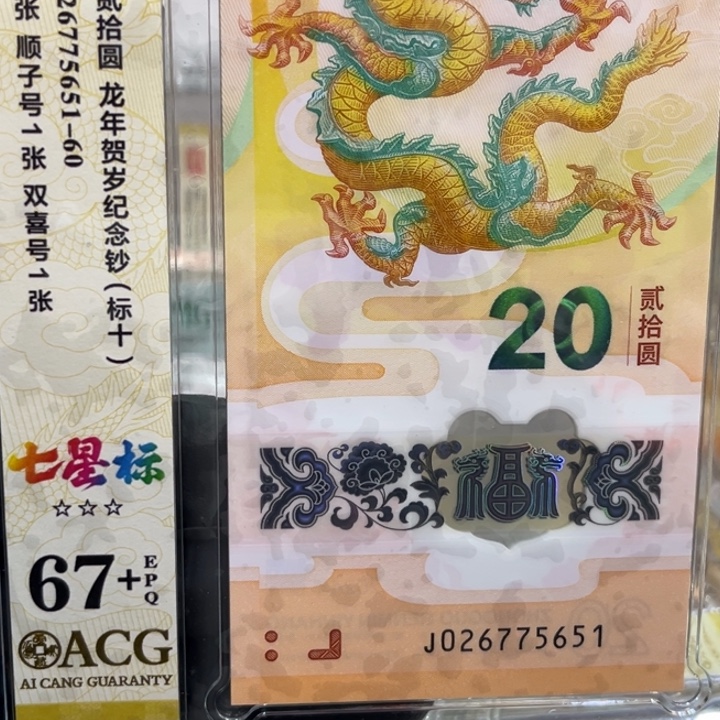 贰拾圆 龙年贺岁纪念钞(标十)
26775651-60
张 顺子号1张 双喜号1张
七星标
☆☆☆
67+
EPQ
ACG
AI CANG GUARANTY
20
贰拾圆
福
J026775651